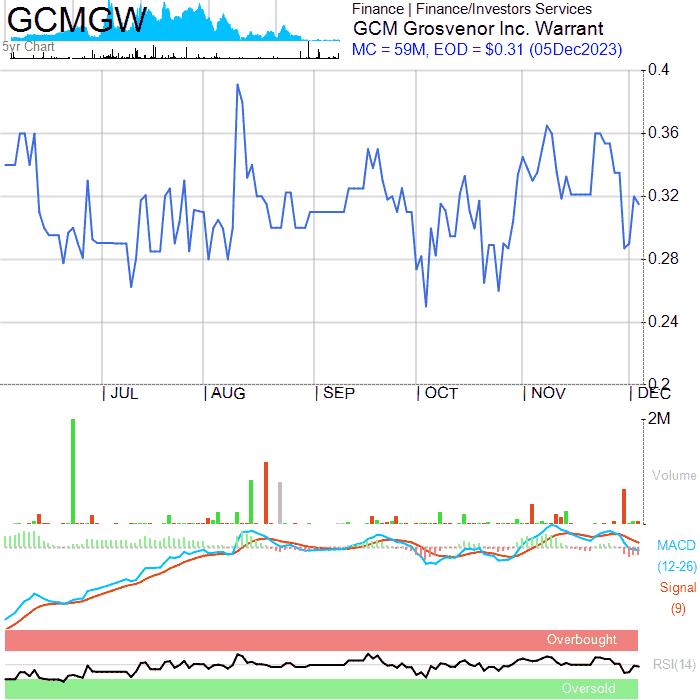 GCMGW
5yr Chart
Finance | Finance/Investors Services
GCM Grosvenor Inc. Warrant
MC = 59M, EOD = $0.31 (05Dec2023)
0.4
0.36
0.32
0.28
0.24
0.2
| JUL | AUG | SEP | OCT | NOV | DEC
2M
Volume
MACD
(12-26)
Signal
(9)
Overbought
RSI(14)
Oversold